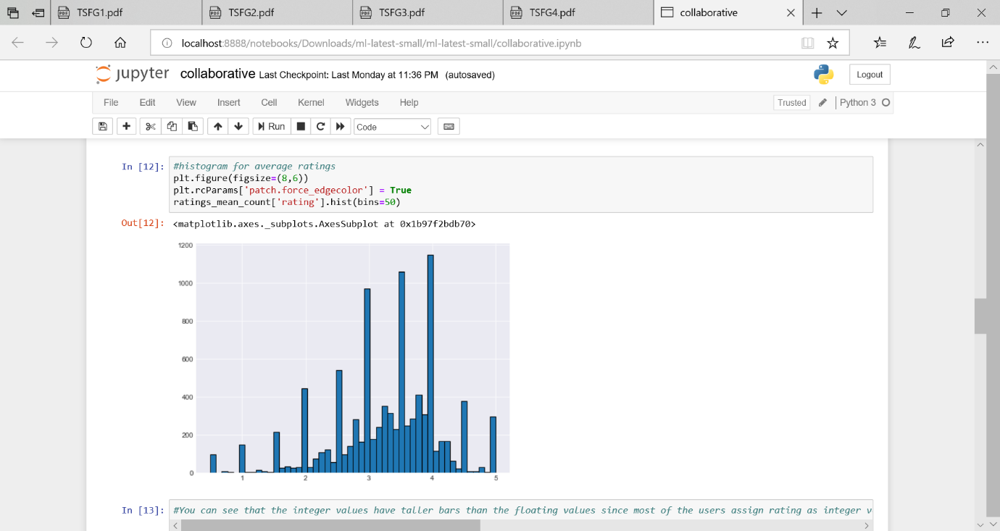 TSFG1.pdf
TSFG2.pdf
TSFG3.pdf
TSFG4.pdf
collaborative
localhost:8888/notebooks/Downloads/ml-latest-small/ml-latest-small/collaborative.ipynb
jupyter collaborative Last Checkpoint: Last Monday at 11:36 PM (autosaved)
Logout
File Edit View Insert Cell Kernel Widgets Help
Trusted
Python 3
Run
Code
In [12]:
#histogram for average ratings
plt.figure(figsize=(8,6))
plt.rcParams['patch.force_edgecolor'] = True
ratings_mean_count['rating'].hist(bins=50)
Out[12]: <matplotlib.axes._subplots.AxesSubplot at 0x1b97f2bdb70>
1200
1000
800
600
400
200
0
1 2 3 4 5
In [13]: #You can see that the integer values have taller bars than the floating values since most of the users assign rating as integer v